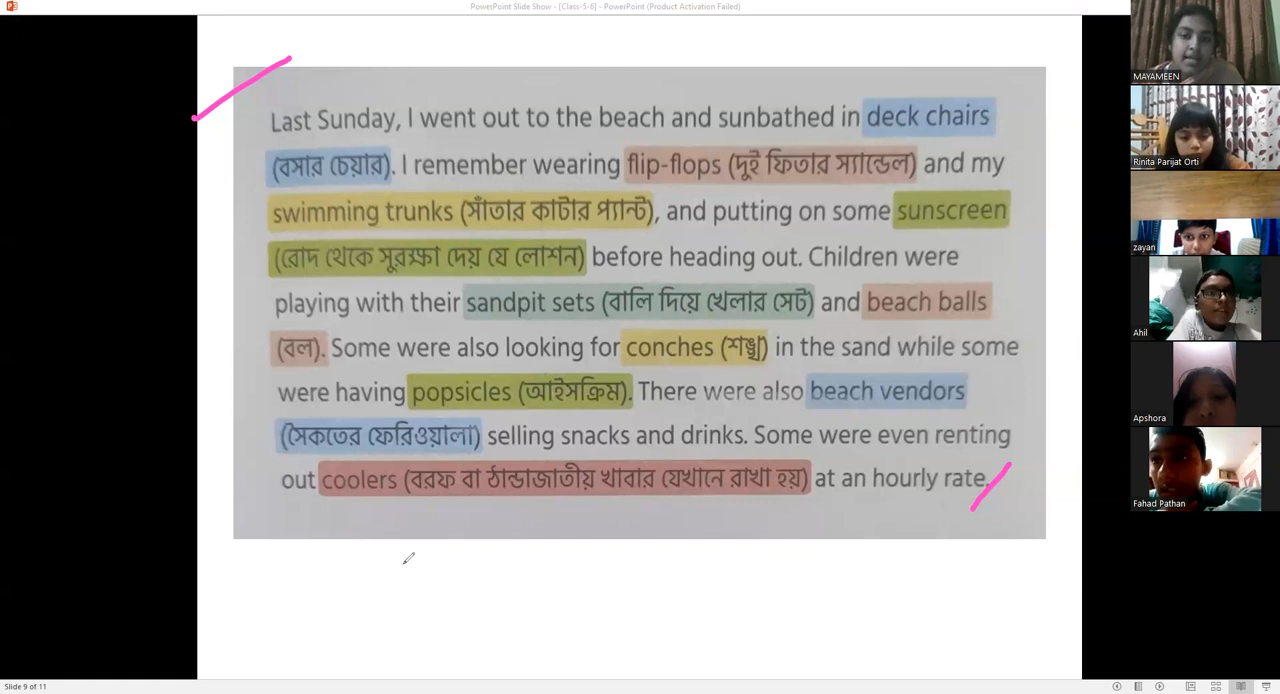 PowerPoint Slide Show - [Class-5-6] - PowerPoint (Product Activation Failed)
Last Sunday, I went out to the beach and sunbathed in deck chairs
(বসার চেয়ার). I remember wearing flip-flops (দুই ফিতার স্যান্ডেল) and my
swimming trunks (সাঁতার কাটার প্যান্ট), and putting on some sunscreen
(রোদ থেকে সুরক্ষা দেয় যে লোশন) before heading out. Children were
playing with their sandpit sets (বালি দিয়ে খেলার সেট) and beach balls
(বল). Some were also looking for conches (শঙ্খ) in the sand while some
were having popsicles (আইসক্রিম). There were also beach vendors
(সৈকতের ফেরিওয়ালা) selling snacks and drinks. Some were even renting
out coolers (বরফ বা ঠান্ডাজাতীয় খাবার যেখানে রাখা হয়) at an hourly rate.
MAYAMEEN
Rinita Parijat Orti
zayan
Ahil
Apshora
Fahad Pathan
Slide 9 of 11